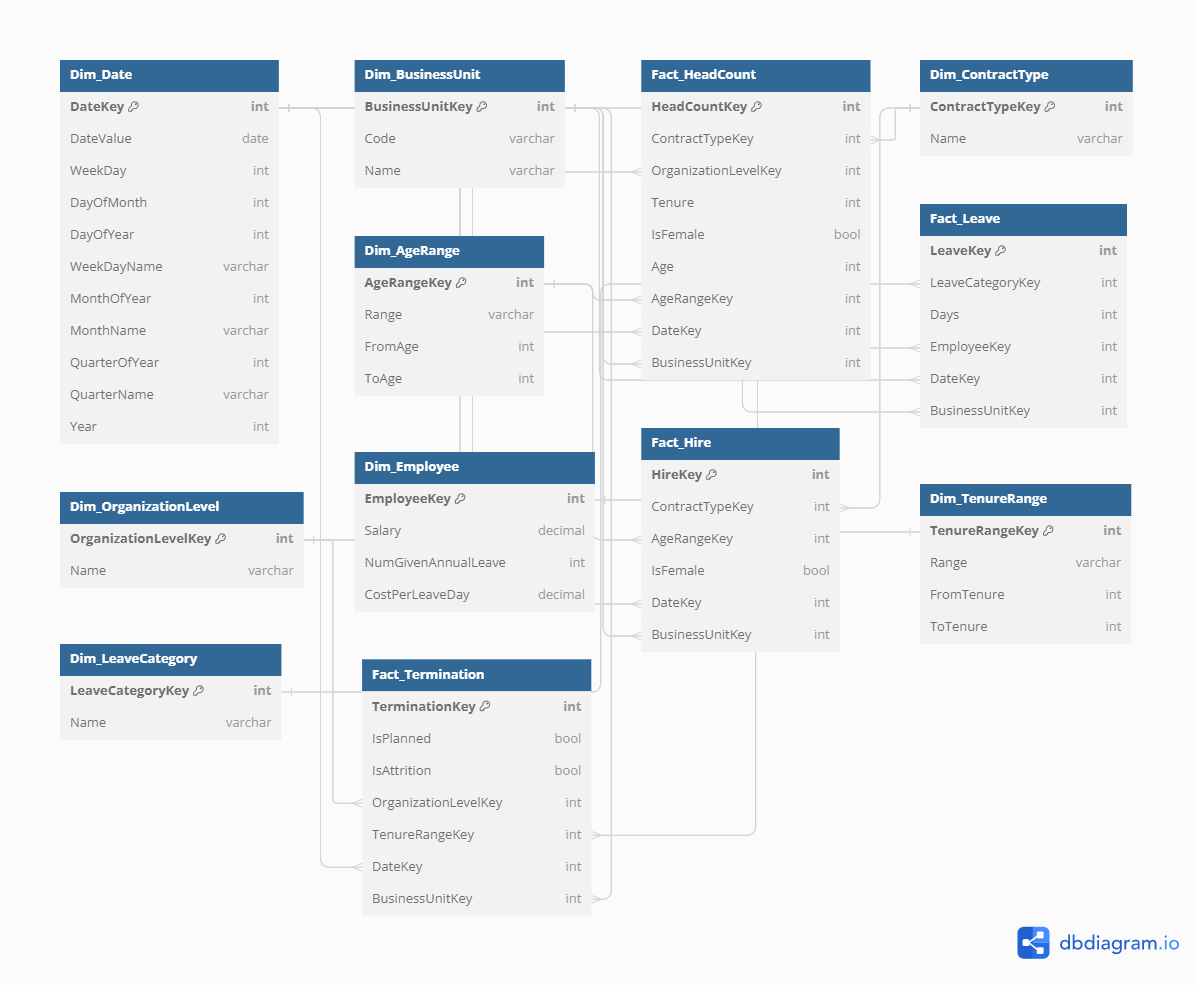 Dim_Date
DateKey int
DateValue date
WeekDay int
DayOfMonth int
DayOfYear int
WeekDayName varchar
MonthOfYear int
MonthName varchar
QuarterOfYear int
QuarterName varchar
Year int
Dim_OrganizationLevel
OrganizationLevelKey int
Name varchar
Dim_LeaveCategory
LeaveCategoryKey int
Name varchar
Dim_BusinessUnit
BusinessUnitKey int
Code varchar
Name varchar
Dim_AgeRange
AgeRangeKey int
Range varchar
FromAge int
ToAge int
Dim_Employee
EmployeeKey int
Salary decimal
NumGivenAnnualLeave int
CostPerLeaveDay decimal
Fact_Termination
TerminationKey int
IsPlanned bool
IsAttrition bool
OrganizationLevelKey int
TenureRangeKey int
DateKey int
BusinessUnitKey int
Fact_HeadCount
HeadCountKey int
ContractTypeKey int
OrganizationLevelKey int
Tenure int
IsFemale bool
Age int
AgeRangeKey int
DateKey int
BusinessUnitKey int
Fact_Hire
HireKey int
ContractTypeKey int
AgeRangeKey int
IsFemale bool
DateKey int
BusinessUnitKey int
Dim_ContractType
ContractTypeKey int
Name varchar
Fact_Leave
LeaveKey int
LeaveCategoryKey int
Days int
EmployeeKey int
DateKey int
BusinessUnitKey int
Dim_TenureRange
TenureRangeKey int
Range varchar
FromTenure int
ToTenure int
dbdiagram.io